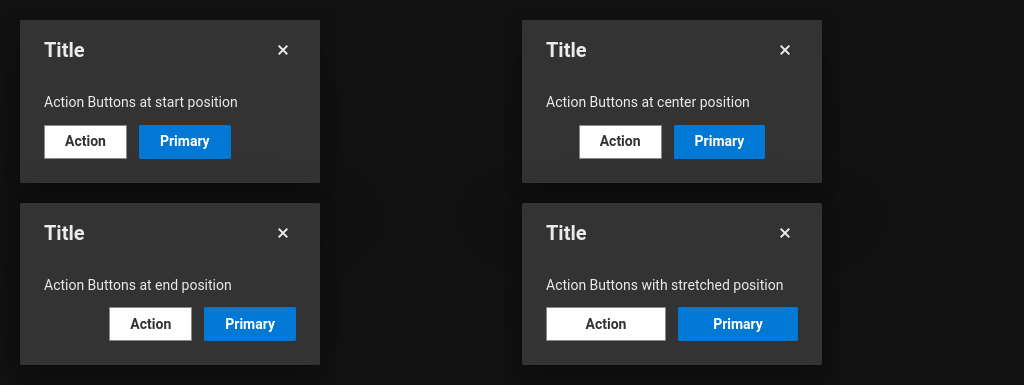 Title ×
Action Buttons at start position
Action Primary
Title ×
Action Buttons at center position
Action Primary
Title ×
Action Buttons at end position
Action Primary
Title ×
Action Buttons with stretched position
Action Primary